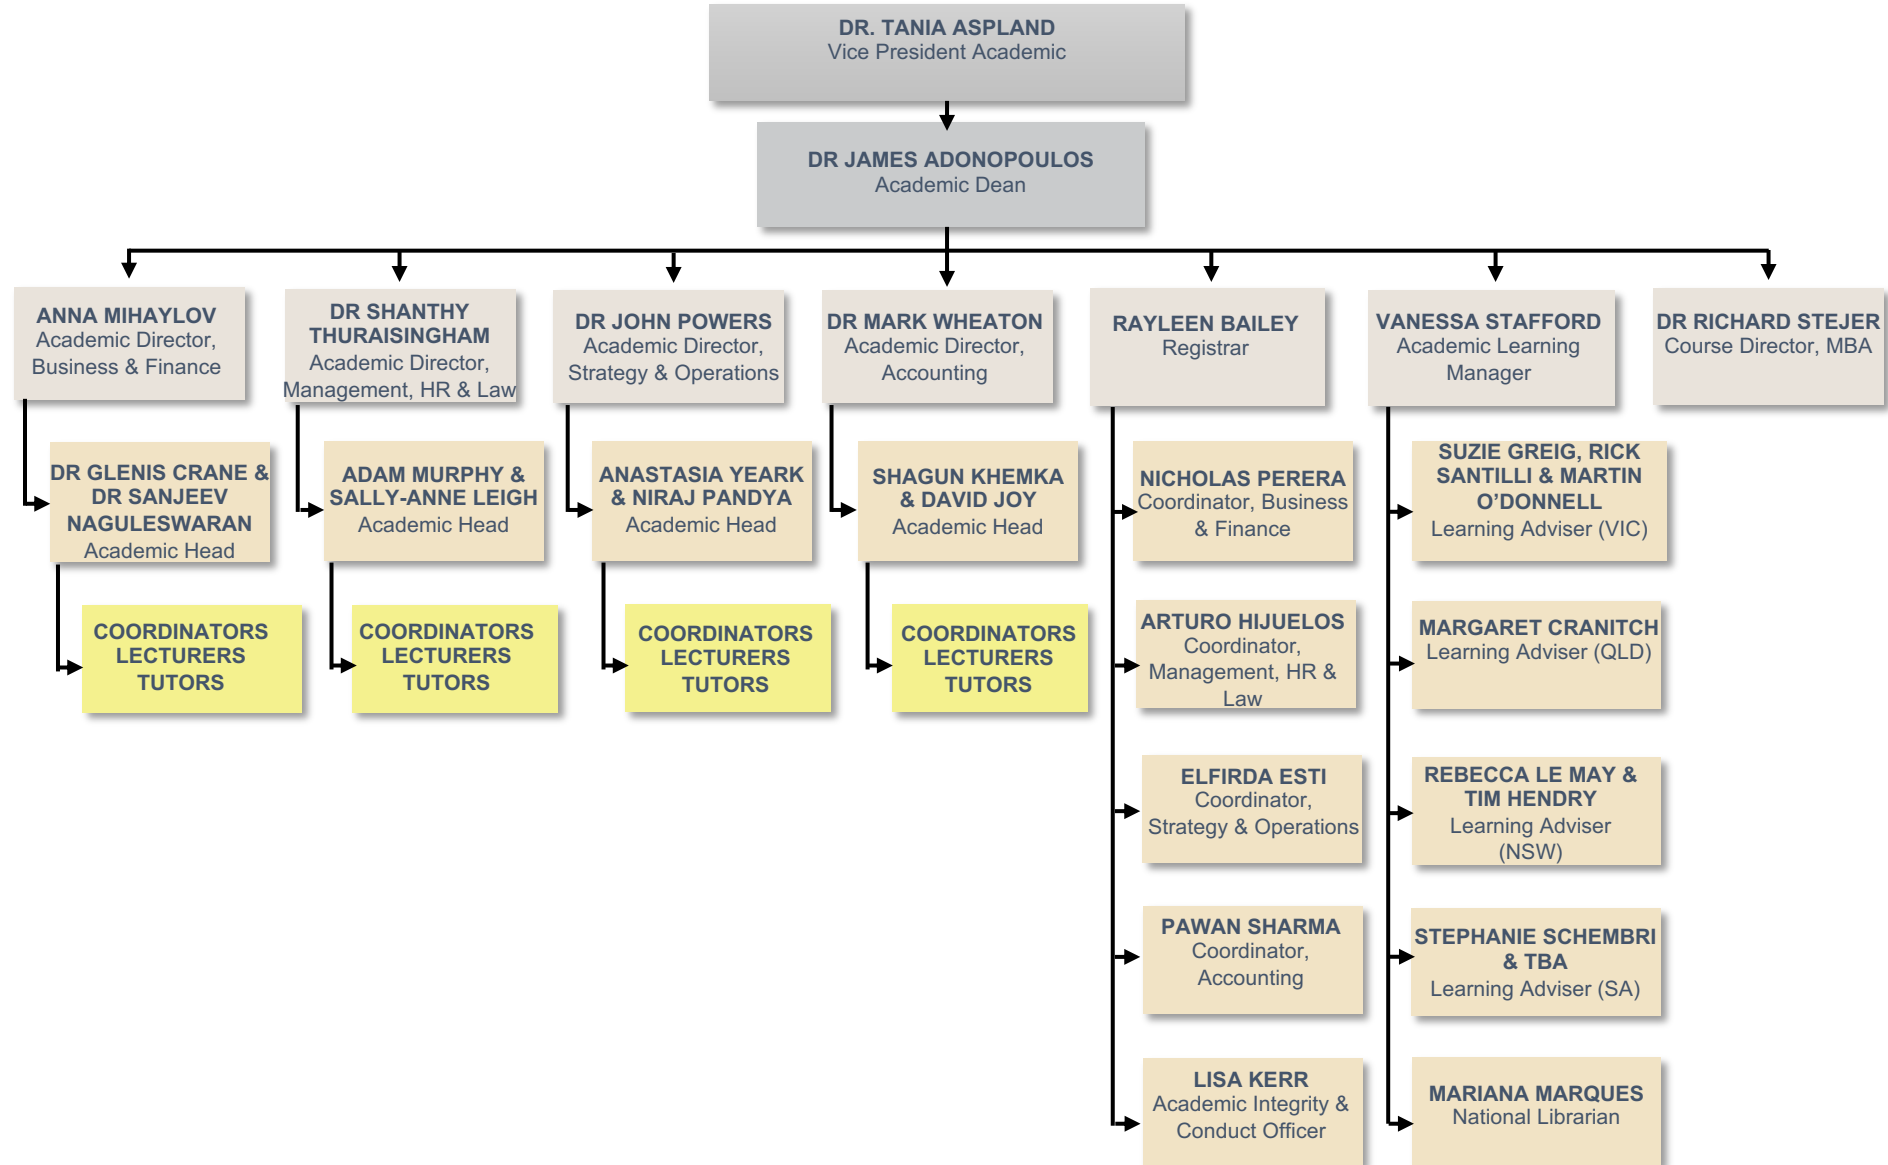 DR. TANIA ASPLAND
Vice President Academic
DR JAMES ADONOPOULOS
Academic Dean
ANNA MIHAYLOV
Academic Director,
Business & Finance
DR SHANTHY
THURAISINGHAM
Academic Director,
Management, HR & Law
DR JOHN POWERS
Academic Director,
Strategy & Operations
DR MARK WHEATON
Academic Director,
Accounting
RAYLEEN BAILEY
Registrar
VANESSA STAFFORD
Academic Learning
Manager
DR RICHARD STEJER
Course Director, MBA
DR GLENIS CRANE &
DR SANJEEV
NAGULESWARAN
Academic Head
ADAM MURPHY &
SALLY-ANNE LEIGH
Academic Head
ANASTASIA YEARK
& NIRAJ PANDYA
Academic Head
SHAGUN KHEMKA
& DAVID JOY
Academic Head
NICHOLAS PERERA
Coordinator, Business
& Finance
SUZIE GREIG, RICK
SANTILLI & MARTIN
O’DONNELL
Learning Adviser (VIC)
COORDINATORS
LECTURERS
TUTORS
COORDINATORS
LECTURERS
TUTORS
COORDINATORS
LECTURERS
TUTORS
COORDINATORS
LECTURERS
TUTORS
ARTURO HIJUELOS
Coordinator,
Management, HR &
Law
MARGARET CRANITCH
Learning Adviser (QLD)
ELFIRDA ESTI
Coordinator,
Strategy & Operations
REBECCA LE MAY &
TIM HENDRY
Learning Adviser
(NSW)
PAWAN SHARMA
Coordinator,
Accounting
STEPHANIE SCHEMBRI
& TBA
Learning Adviser (SA)
LISA KERR
Academic Integrity &
Conduct Officer
MARIANA MARQUES
National Librarian